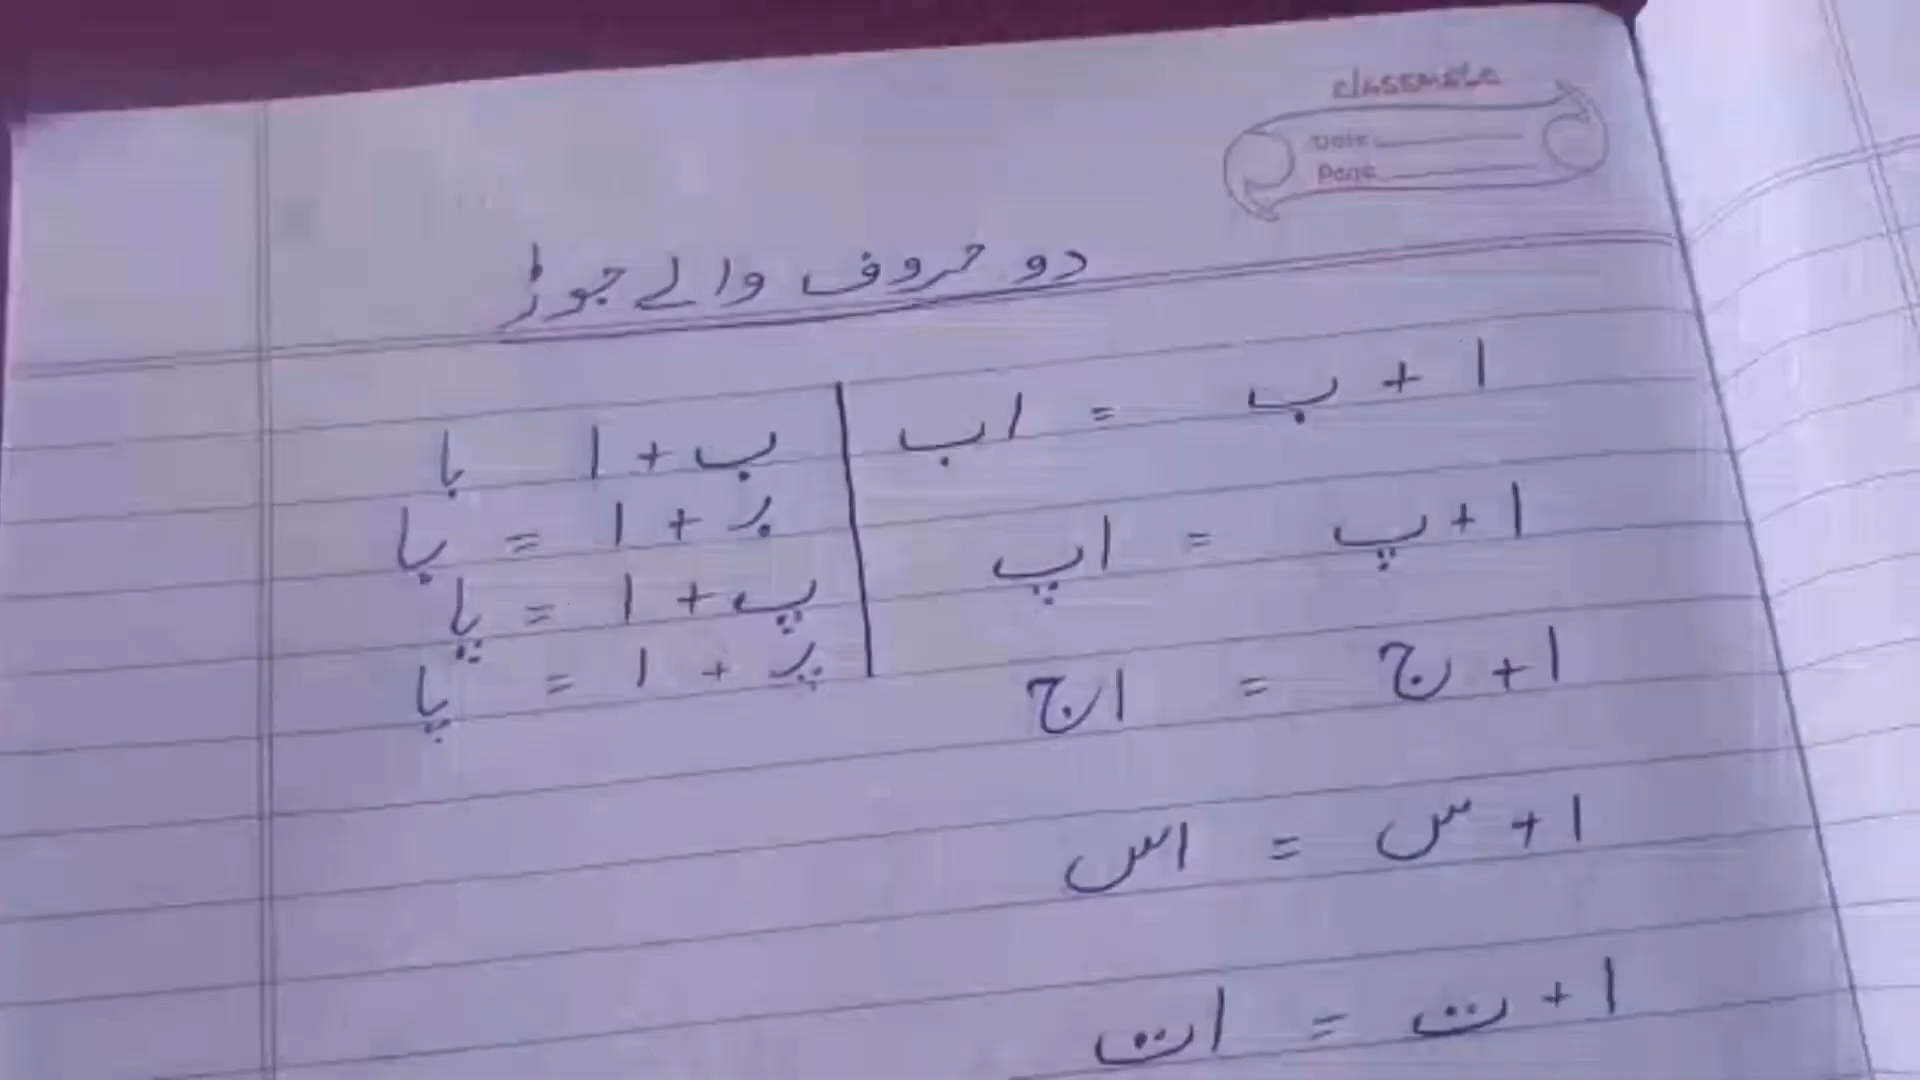 classmate
Date
Page
دو حروف والے جوڑ
ا + ب = اب
ا + پ = اپ
ا + ج = اج
ا + س = اس
ا + ت = ات
ب + ا با
بـ + ا = با
پ + ا = پا
پـ + ا = پا